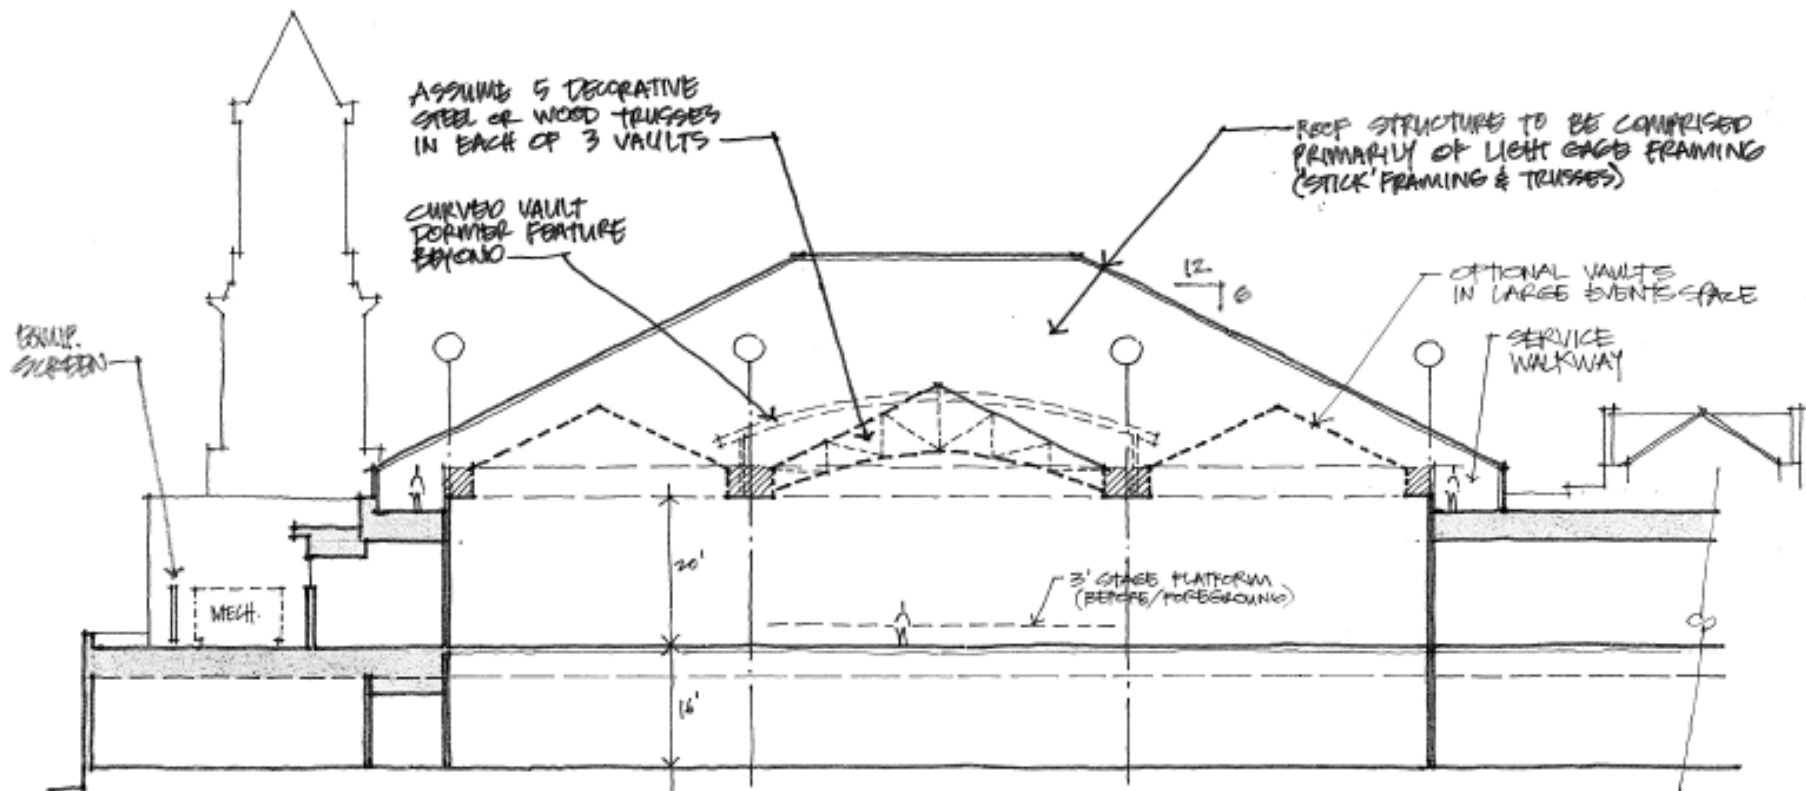 ASSUME 5 DECORATIVE
STEEL OR WOOD TRUSSES
IN EACH OF 3 VAULTS
ROOF STRUCTURE TO BE COMPRISED
PRIMARILY OF LIGHT GAGE FRAMING
('STICK' FRAMING & TRUSSES)
CURVED VAULT
DORMER FEATURE
BEYOND
12
6
OPTIONAL VAULTS
IN LARGE EVENTS SPACE
SERVICE
WALKWAY
EQUIP.
SCREEN
20'
3' STAGE PLATFORM
(BEFORE/FOREGROUND)
MECH.
16'